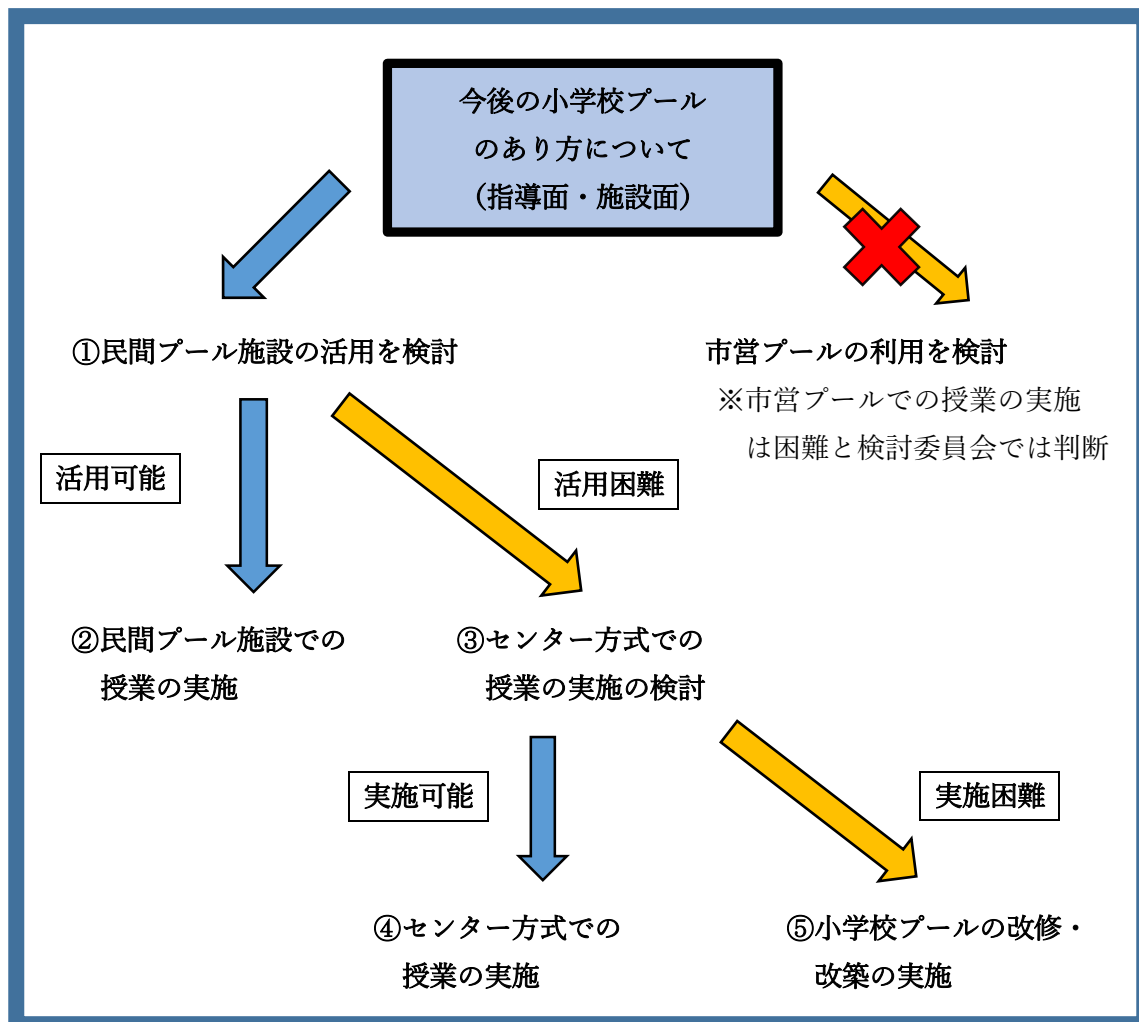 今後の小学校プール
のあり方について
（指導面・施設面）
①民間プール施設の活用を検討
市営プールの利用を検討
※市営プールでの授業の実施
は困難と検討委員会では判断
活用可能
活用困難
②民間プール施設での
授業の実施
③センター方式での
授業の実施の検討
実施可能
実施困難
④センター方式での
授業の実施
⑤小学校プールの改修・
改築の実施